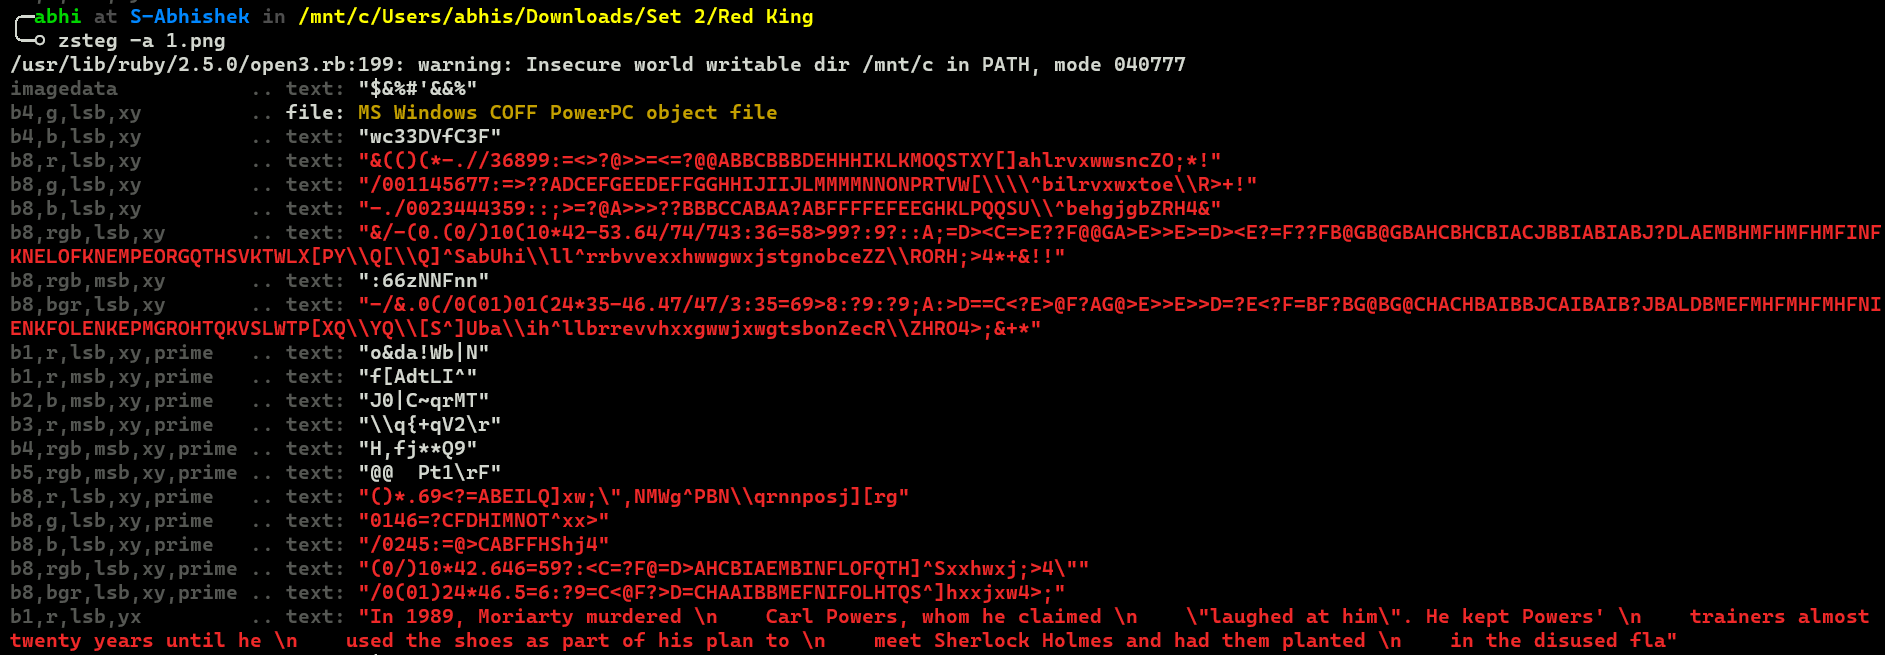 abhi at S-Abhishek in /mnt/c/Users/abhis/Downloads/Set 2/Red King
zsteg -a 1.png
/usr/lib/ruby/2.5.0/open3.rb:199: warning: Insecure world writable dir /mnt/c in PATH, mode 040777
imagedata           .. text: "$&%#'&&%"
b4,g,lsb,xy         .. file: MS Windows COFF PowerPC object file
b4,b,lsb,xy         .. text: "wc33DVfC3F"
b8,r,lsb,xy         .. text: "&(()(*-.//36899:=<>?@>>=<=?@@ABBCBBBDEHHHIKLKMOQSTXY[]ahlrvxwwsncZO;*!"
b8,g,lsb,xy         .. text: "/001145677:=>??ADCEFGEEDEFFGGHHIJIIJLMMMMNNONPRTVW[\\\\^bilrvxwxtoe\\R>+!"
b8,b,lsb,xy         .. text: "-./0023444359::;>=?@A>>>??BBBCCABAA?ABFFFFEFEEGHKLPQQSU\\^behgjgbZRH4&"
b8,rgb,lsb,xy       .. text: "&/-(0.(0/)10(10*42-53.64/74/743:36=58>99?:9?::A;=D><C=>E??F@@GA>E>>E>=D><E?=F??FB@GB@GBAHCBHCBIACJBBIABIABJ?DLAEMBHMFHMFHMFINF
KNELOFKNEMPEORGQTHSVKTWLX[PY\\Q[\\Q]^SabUhi\\ll^rrbvvexxhwwgwxjstgnobceZZ\\RORH;>4*+&!!"
b8,rgb,msb,xy       .. text: ":66zNNFnn"
b8,bgr,lsb,xy       .. text: "-/&.0(/0(01)01(24*35-46.47/47/3:35=69>8:?9:?9;A:>D==C<?E>@F?AG@>E>>E>>D=?E<?F=BF?BG@BG@CHACHBAIBBJCAIBAIB?JBALDBMEFMHFMHFMHFNI
ENKFOLENKEPMGROHTQKVSLWTP[XQ\\YQ\\[S^]Uba\\ih^llbrrevvhxxgwwjxwgtsbonZecR\\ZHRO4>;&+*"
b1,r,lsb,xy,prime   .. text: "o&da!Wb|N"
b1,r,msb,xy,prime   .. text: "f[AdtLI^"
b2,b,msb,xy,prime   .. text: "J0|C~qrMT"
b3,r,msb,xy,prime   .. text: "\\q{+qV2\r"
b4,rgb,msb,xy,prime .. text: "H,fj**Q9"
b5,rgb,msb,xy,prime .. text: "@@  Pt1\rF"
b8,r,lsb,xy,prime   .. text: "()*.69<?=ABEILQ]xw;\",NMWg^PBN\\qrnnposj][rg"
b8,g,lsb,xy,prime   .. text: "0146=?CFDHIMNOT^xx>"
b8,b,lsb,xy,prime   .. text: "/0245:=@>CABFFHShj4"
b8,rgb,lsb,xy,prime .. text: "(0/)10*42.646=59?:<C=?F@=D>AHCBIAEMBINFLOFQTH]^Sxxhwxj;>4\""
b8,bgr,lsb,xy,prime .. text: "/0(01)24*46.5=6:?9=C<@F?>D=CHAAIBBMEFNIFOLHTQS^]hxxjxw4>;"
b1,r,lsb,yx         .. text: "In 1989, Moriarty murdered \n    Carl Powers, whom he claimed \n    \"laughed at him\". He kept Powers' \n    trainers almost
twenty years until he \n    used the shoes as part of his plan to \n    meet Sherlock Holmes and had them planted \n    in the disused fla"